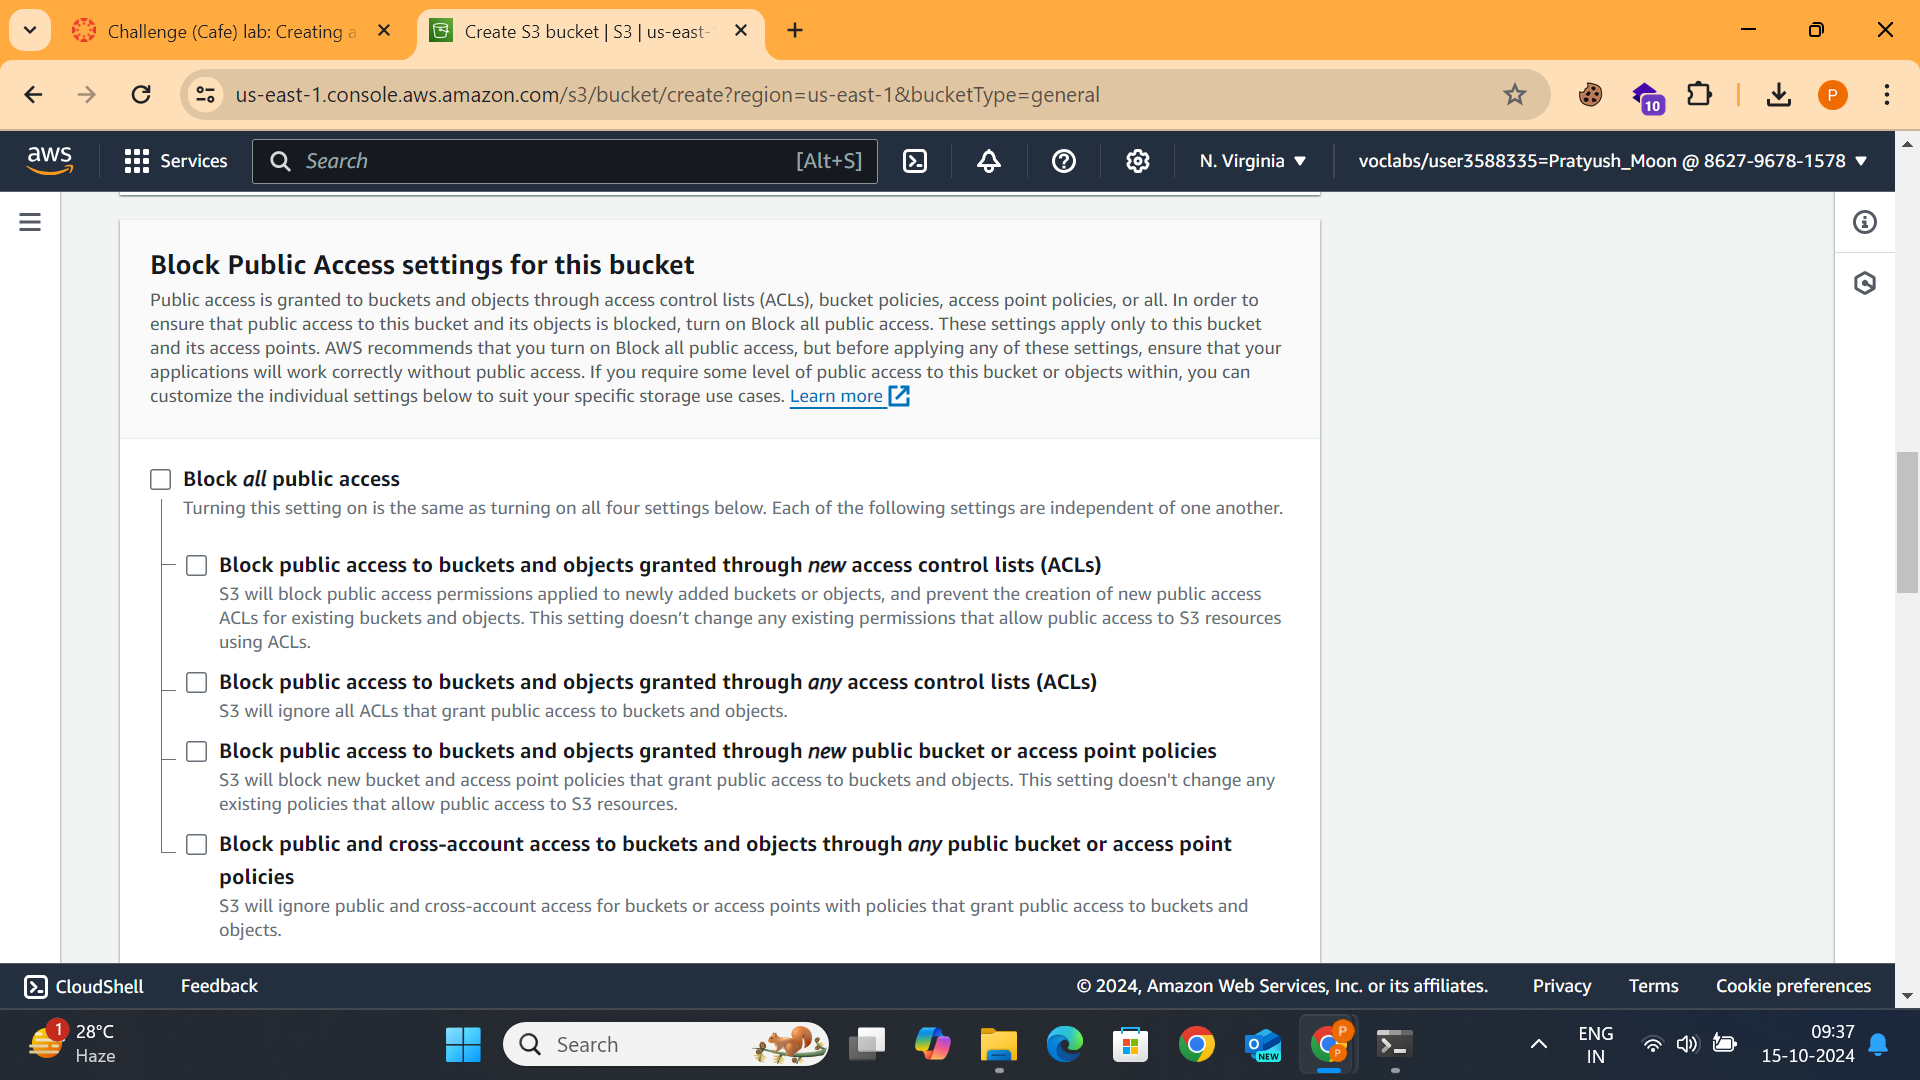 Challenge (Cafe) lab: Creating a
Create S3 bucket | S3 | us-east-
us-east-1.console.aws.amazon.com/s3/bucket/create?region=us-east-1&bucketType=general
10
P
aws
Services
Search
[Alt+S]
N. Virginia
voclabs/user3588335=Pratyush_Moon @ 8627-9678-1578
Block Public Access settings for this bucket
Public access is granted to buckets and objects through access control lists (ACLs), bucket policies, access point policies, or all. In order to
ensure that public access to this bucket and its objects is blocked, turn on Block all public access. These settings apply only to this bucket
and its access points. AWS recommends that you turn on Block all public access, but before applying any of these settings, ensure that your
applications will work correctly without public access. If you require some level of public access to this bucket or objects within, you can
customize the individual settings below to suit your specific storage use cases. Learn more
Block all public access
Turning this setting on is the same as turning on all four settings below. Each of the following settings are independent of one another.
Block public access to buckets and objects granted through new access control lists (ACLs)
S3 will block public access permissions applied to newly added buckets or objects, and prevent the creation of new public access
ACLs for existing buckets and objects. This setting doesn’t change any existing permissions that allow public access to S3 resources
using ACLs.
Block public access to buckets and objects granted through any access control lists (ACLs)
S3 will ignore all ACLs that grant public access to buckets and objects.
Block public access to buckets and objects granted through new public bucket or access point policies
S3 will block new bucket and access point policies that grant public access to buckets and objects. This setting doesn't change any
existing policies that allow public access to S3 resources.
Block public and cross-account access to buckets and objects through any public bucket or access point
policies
S3 will ignore public and cross-account access for buckets or access points with policies that grant public access to buckets and
objects.
CloudShell
Feedback
© 2024, Amazon Web Services, Inc. or its affiliates.
Privacy
Terms
Cookie preferences
1
28°C
Haze
Search
NEW
P
P
ENG
IN
09:37
15-10-2024